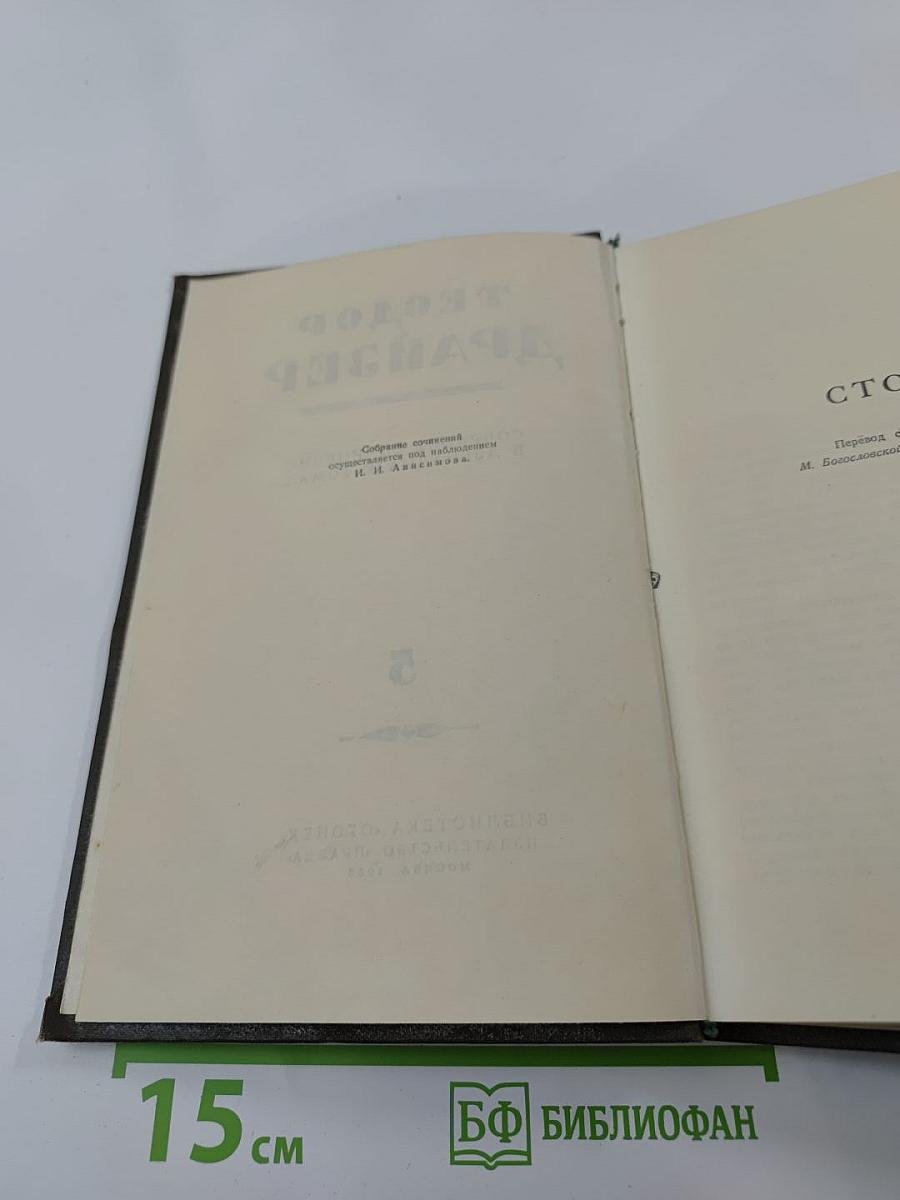 ТЕОДОР
ДРАЙЗЕР
Собрание сочинений
осуществляется под наблюдением
И. И. Анисимова.
5
БИБЛИОТЕКА «ОГОНЕК
ИЗДАТЕЛЬСТВО «ПРАВДА»
МОСКВА
СТО
Перевод с
М. Богословской
15 см
БФ БИБЛИОФАН